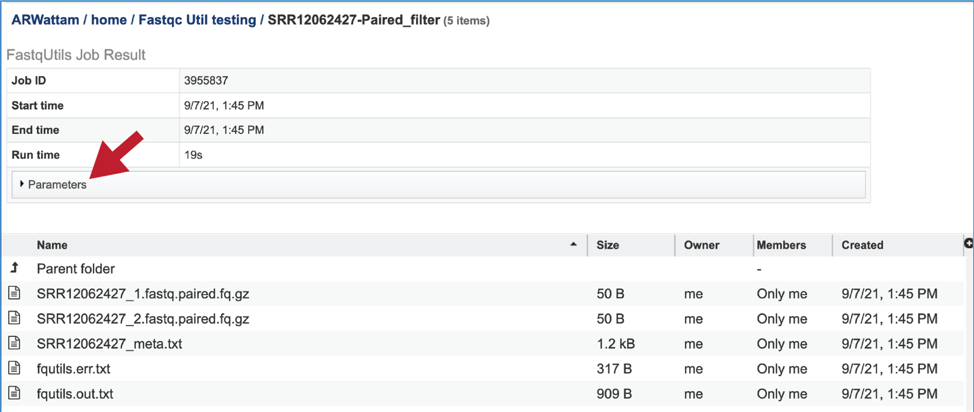 ARWattam / home / Fastqc Util testing / SRR12062427-Paired_filter (5 items)
FastqUtils Job Result
Job ID 3955837
Start time 9/7/21, 1:45 PM
End time 9/7/21, 1:45 PM
Run time 19s
Parameters
Name Size Owner Members Created
Parent folder -
SRR12062427_1.fastq.paired.fq.gz 50 B me Only me 9/7/21, 1:45 PM
SRR12062427_2.fastq.paired.fq.gz 50 B me Only me 9/7/21, 1:45 PM
SRR12062427_meta.txt 1.2 kB me Only me 9/7/21, 1:45 PM
fqutils.err.txt 317 B me Only me 9/7/21, 1:45 PM
fqutils.out.txt 909 B me Only me 9/7/21, 1:45 PM